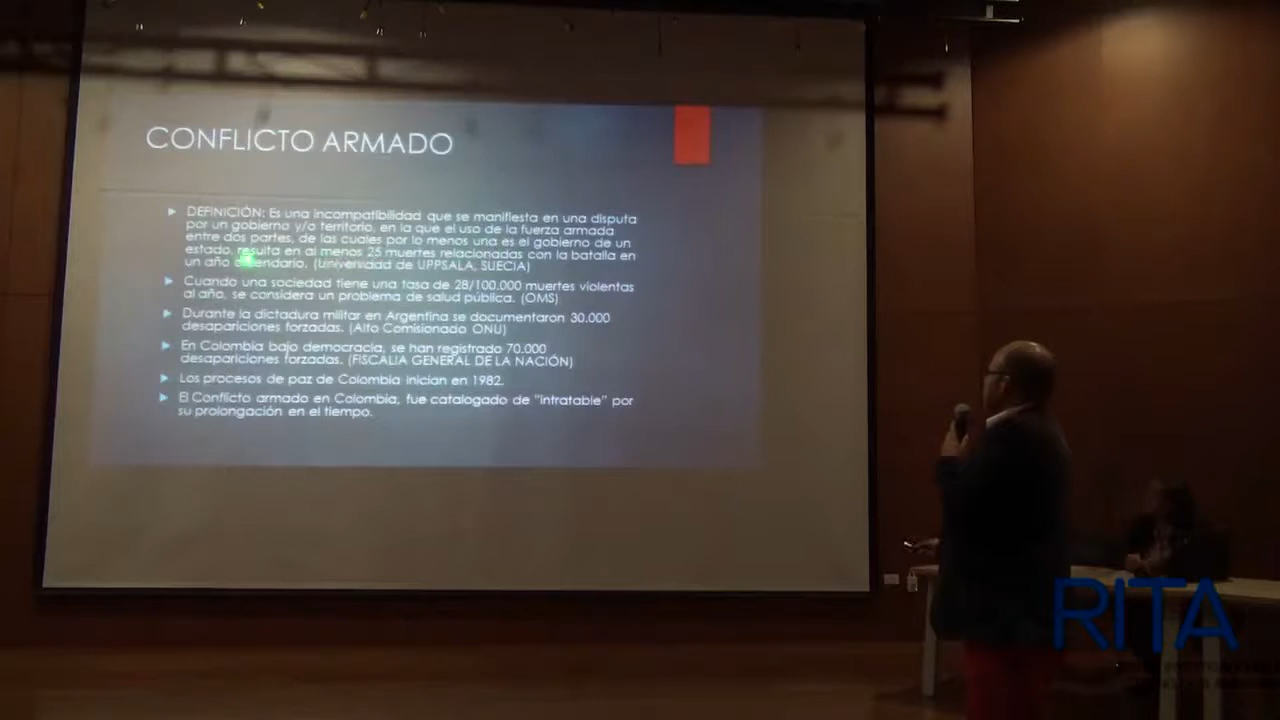 CONFLICTO ARMADO
DEFINICIÓN: Es una incompatibilidad que se manifiesta en una disputa
por un gobierno y/o territorio, en la que el uso de la fuerza armada
entre dos partes, de las cuales por lo menos una es el gobierno de un
estado, resulta en al menos 25 muertes relacionadas con la batalla en
un año calendario. (Universidad de UPPSALA, SUECIA)
Cuando una sociedad tiene una tasa de 28/100.000 muertes violentas
al año, se considera un problema de salud pública. (OMS)
Durante la dictadura militar en Argentina se documentaron 30.000
desapariciones forzadas. (Alto Comisionado ONU)
En Colombia bajo democracia, se han registrado 70.000
desapariciones forzadas. (FISCALIA GENERAL DE LA NACIÓN)
Los procesos de paz de Colombia inician en 1982.
El Conflicto armado en Colombia, fue catalogado de "intratable" por
su prolongación en el tiempo.
RITA